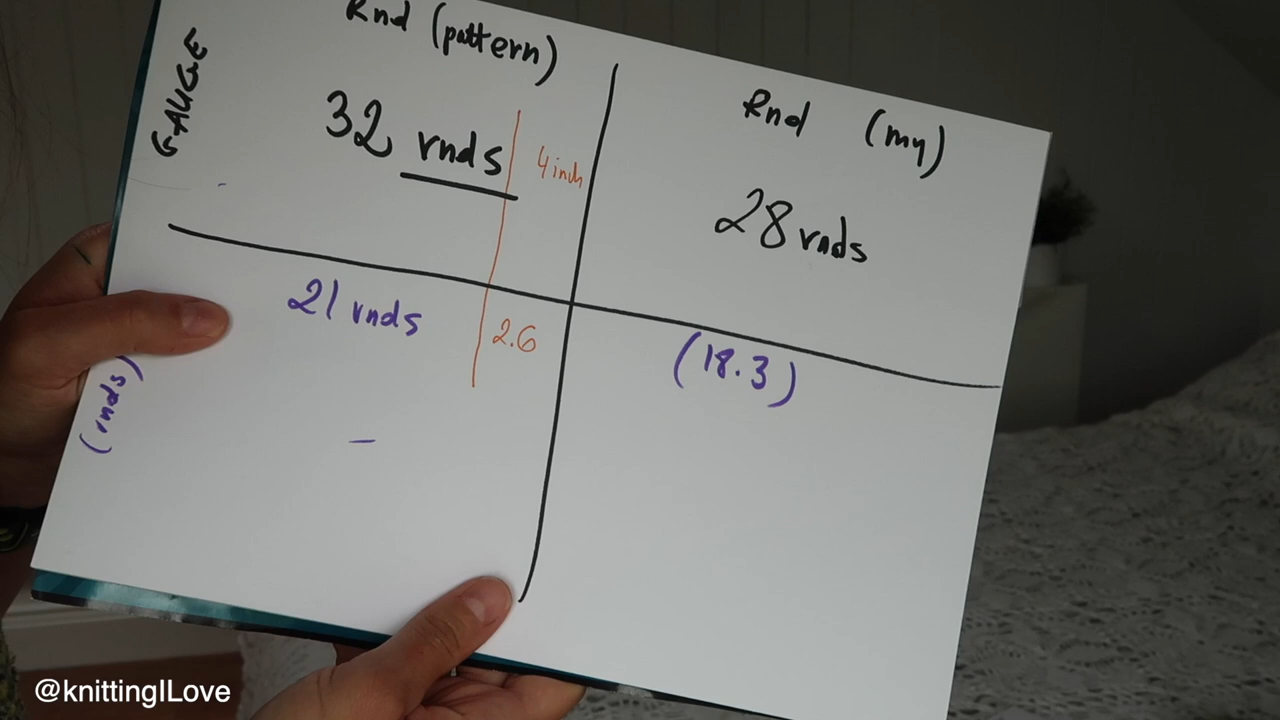 GAUGE
Rnd (pattern)
32 rnds
4 inch
Rnd (my)
28 rnds
(rnds)
21 rnds
2.6
(18.3)
@knittingILove